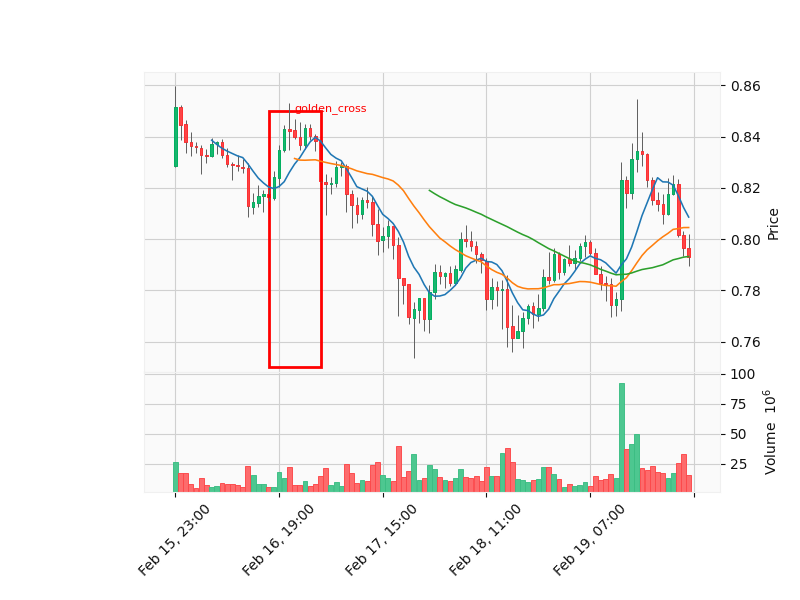 golden_cross
0.86
0.84
0.82
0.80
0.78
0.76
Price
100
75
50
25
Volume 10^6
Feb 15, 23:00
Feb 16, 19:00
Feb 17, 15:00
Feb 18, 11:00
Feb 19, 07:00